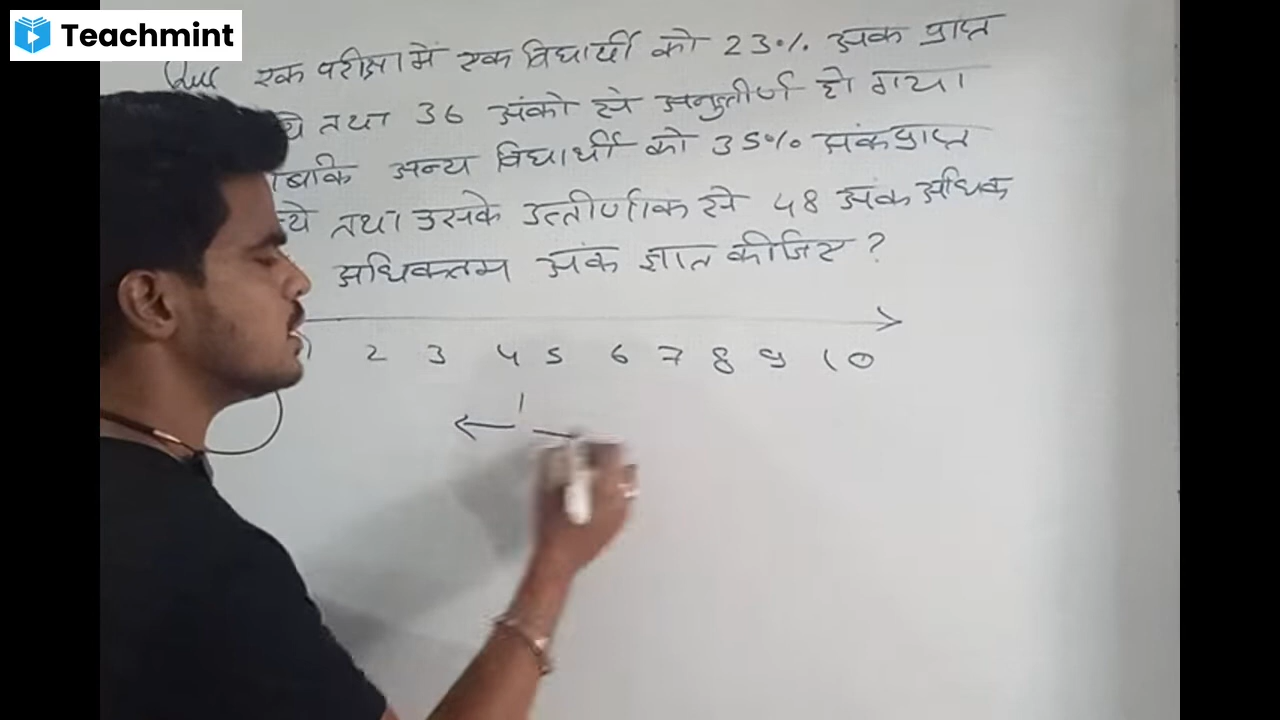 Teachmint
Que एक परीक्षा में एक विद्यार्थी को 23% अंक प्राप्त
थे तथा 36 अंको से अनुत्तीर्ण हो गया
अन्य विद्यार्थी को 35% अंक प्राप्त
तथा उसके उत्तीर्णांक से 48 अंक अधिक
अधिकतम अंक ज्ञात कीजिए ?
2 3 4 5 6 7 8 9 10